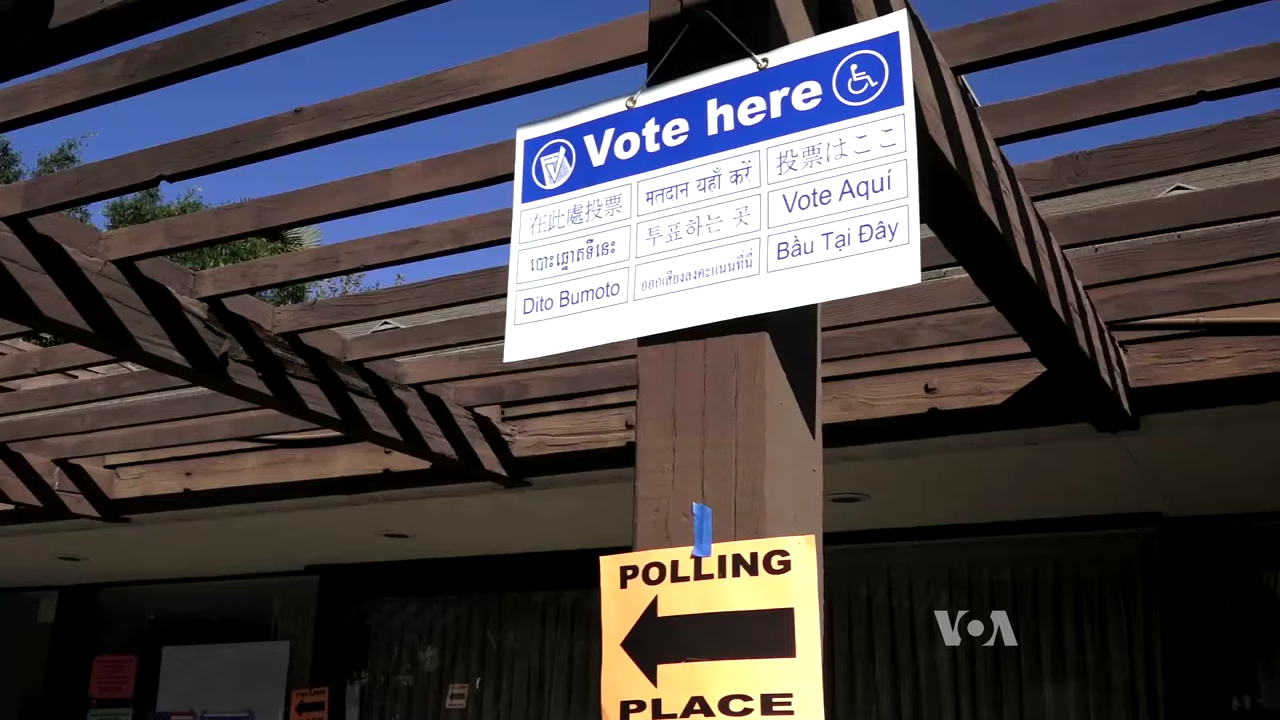 Vote here
在此處投票
मतदान यहाँ करें
投票はここ
បោះឆ្នោតទីនេះ
투표하는 곳
Vote Aquí
Dito Bumoto
ออกเสียงลงคะแนนที่นี่
Bầu Tại Đây
POLLING
PLACE
VOA
POLLING